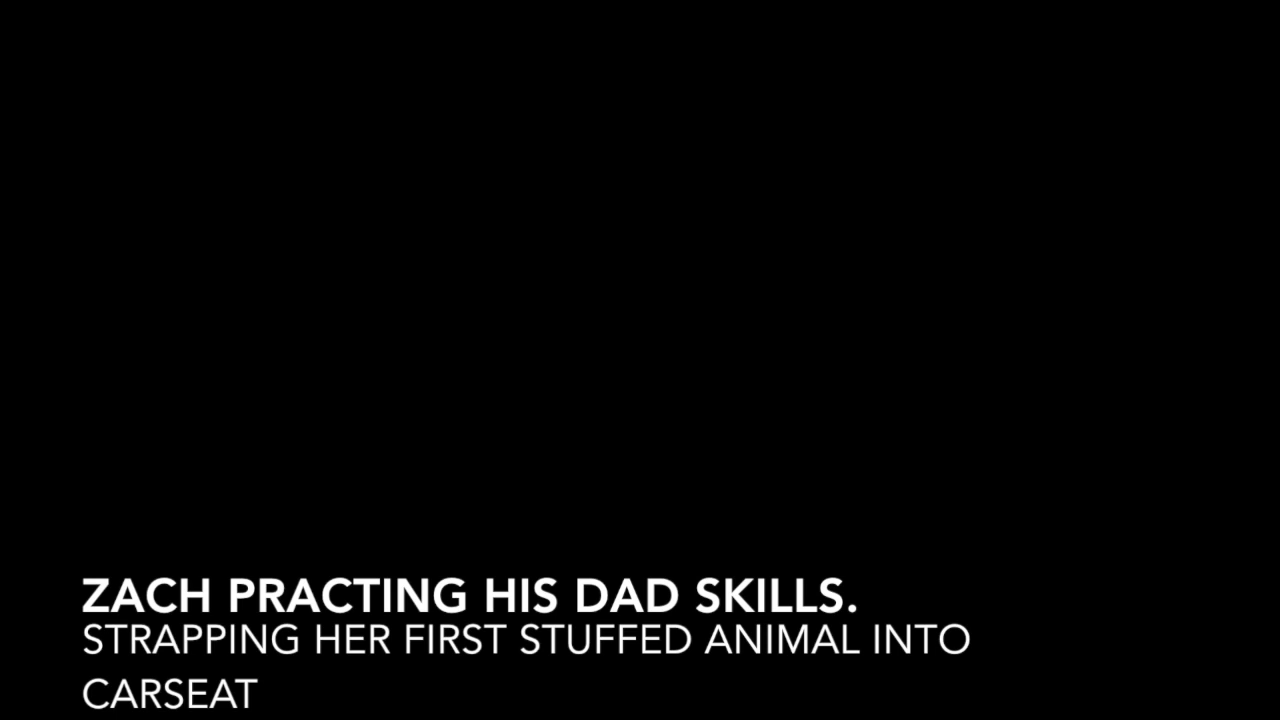 ZACH PRACTING HIS DAD SKILLS.
STRAPPING HER FIRST STUFFED ANIMAL INTO
CARSEAT